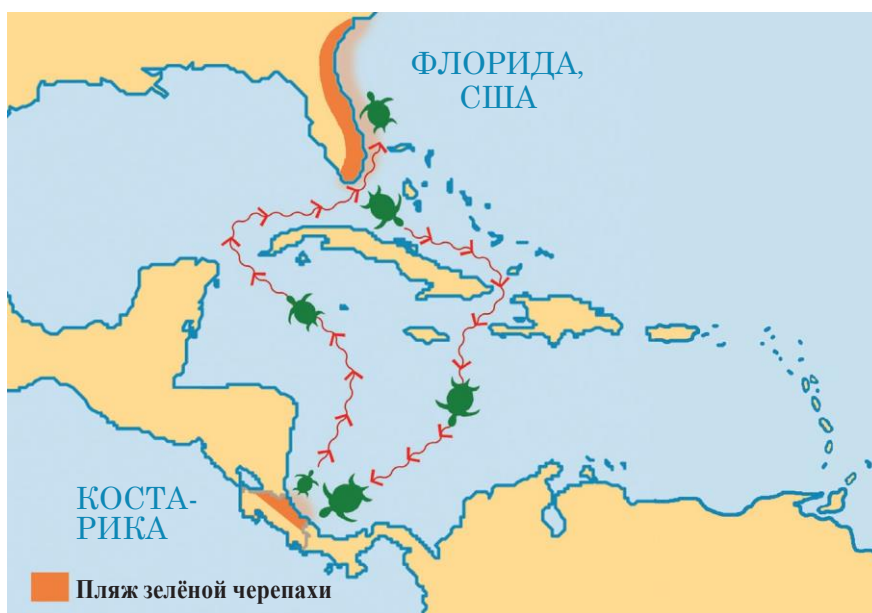 ФЛОРИДА,
США
КОСТА-
РИКА
Пляж зелёной черепахи